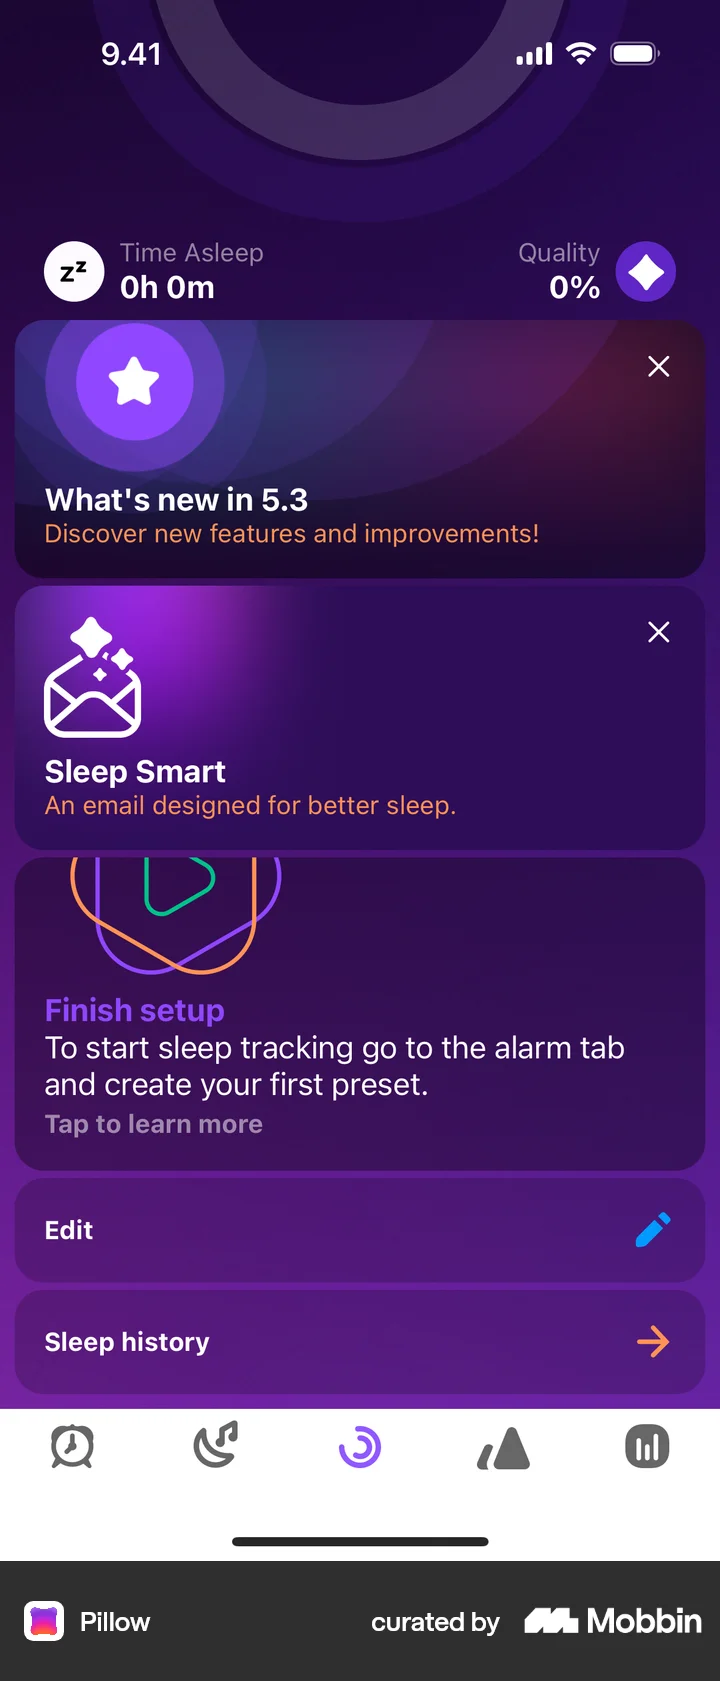 9.41
Time Asleep
0h 0m
Quality
0%
What's new in 5.3
Discover new features and improvements!
Sleep Smart
An email designed for better sleep.
Finish setup
To start sleep tracking go to the alarm tab
and create your first preset.
Tap to learn more
Edit
Sleep history
Pillow
curated by Mobbin